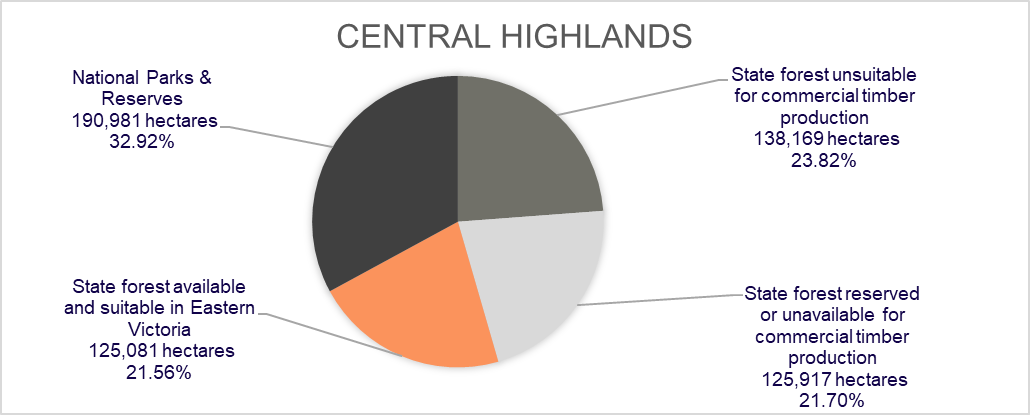 CENTRAL HIGHLANDS
National Parks &
Reserves
190,981 hectares
32.92%
State forest unsuitable
for commercial timber
production
138,169 hectares
23.82%
State forest available
and suitable in Eastern
Victoria
125,081 hectares
21.56%
State forest reserved
or unavailable for
commercial timber
production
125,917 hectares
21.70%